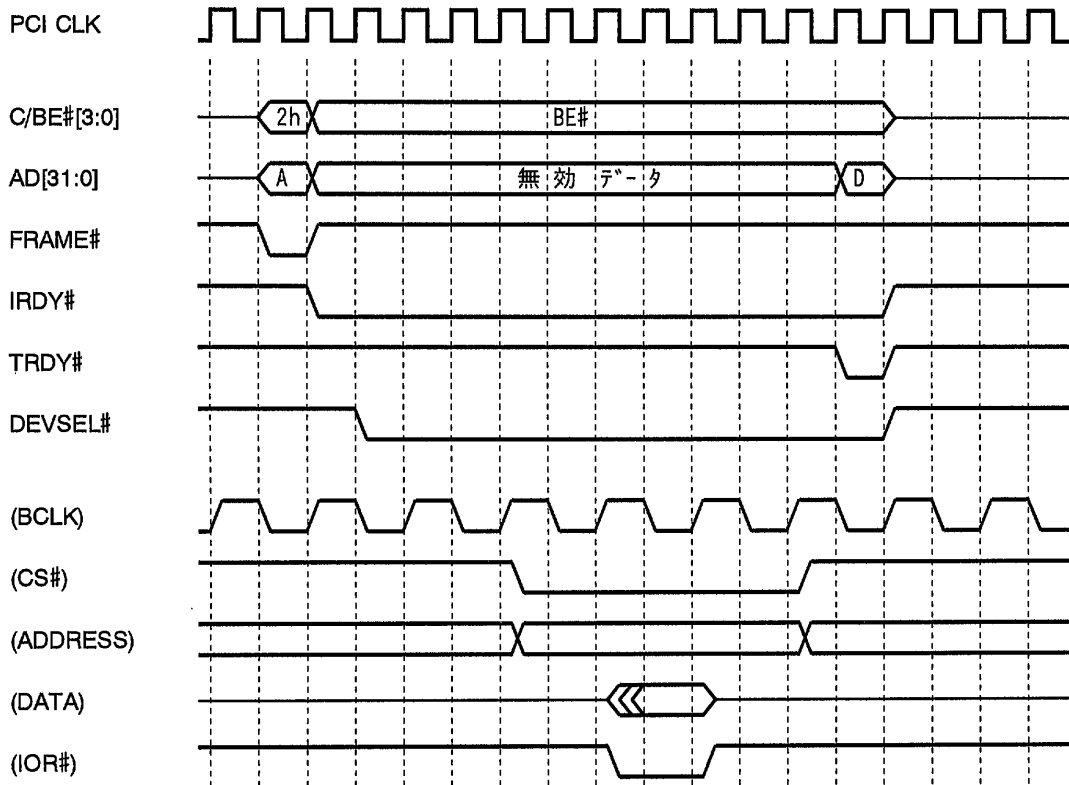 PCI CLK
C/BE#[3:0] 2h BE#
AD[31:0] A 無効 データ D
FRAME#
IRDY#
TRDY#
DEVSEL#
(BCLK)
(CS#)
(ADDRESS)
(DATA)
(IOR#)